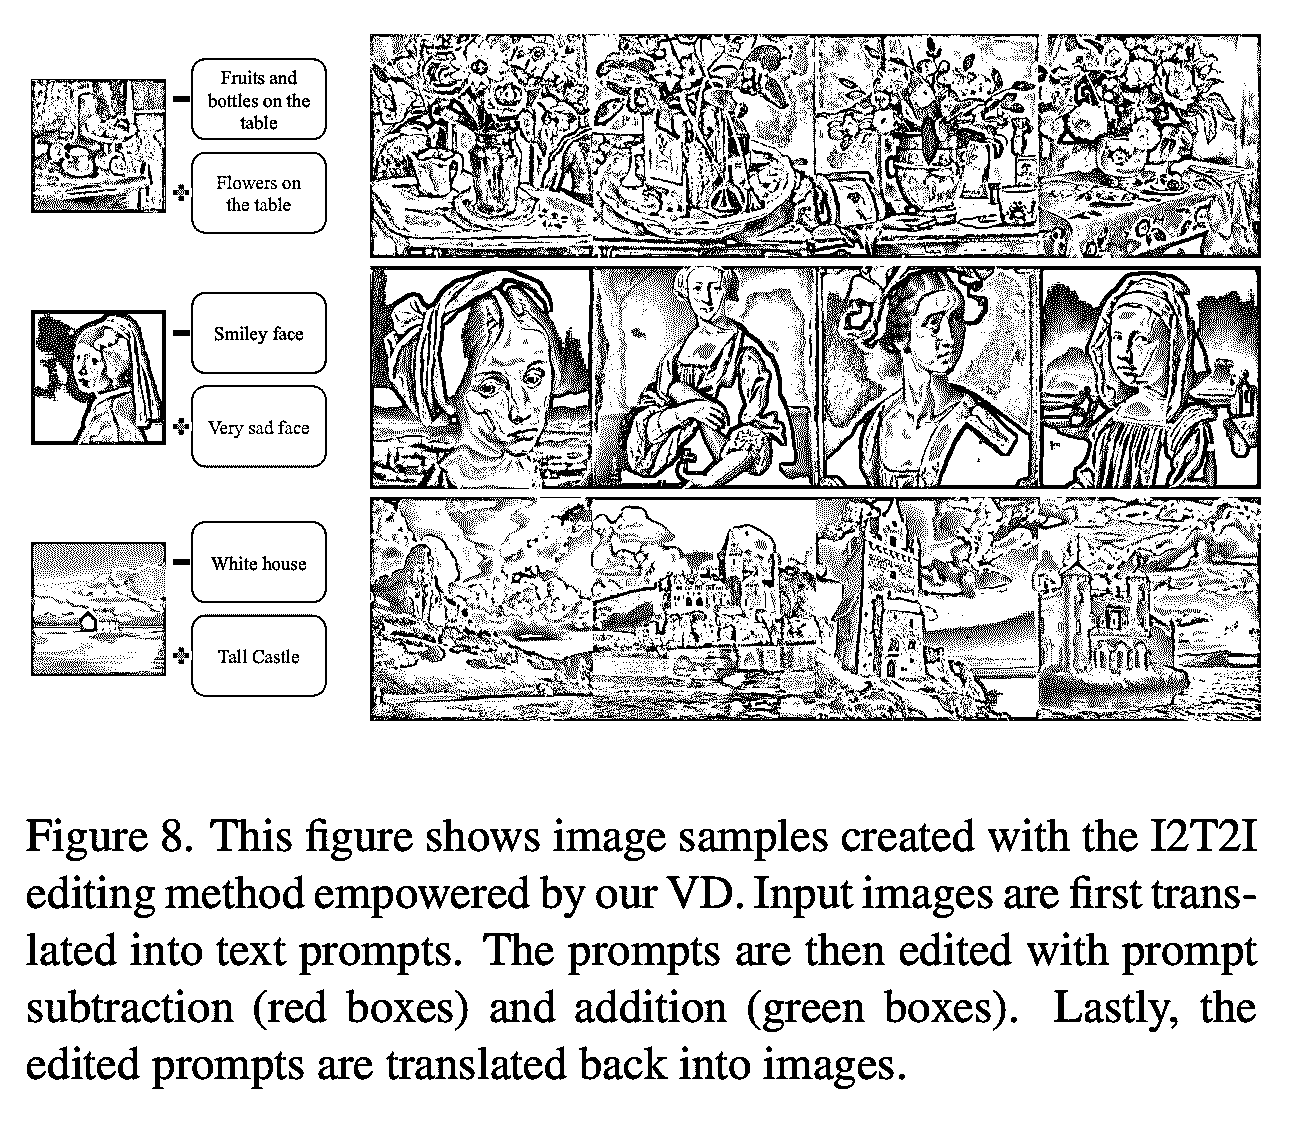 Fruits and
bottles on the
table
Flowers on
the table
Smiley face
Very sad face
White house
Tall Castle
Figure 8. This figure shows image samples created with the I2T2I
editing method empowered by our VD. Input images are first trans-
lated into text prompts. The prompts are then edited with prompt
subtraction (red boxes) and addition (green boxes). Lastly, the
edited prompts are translated back into images.